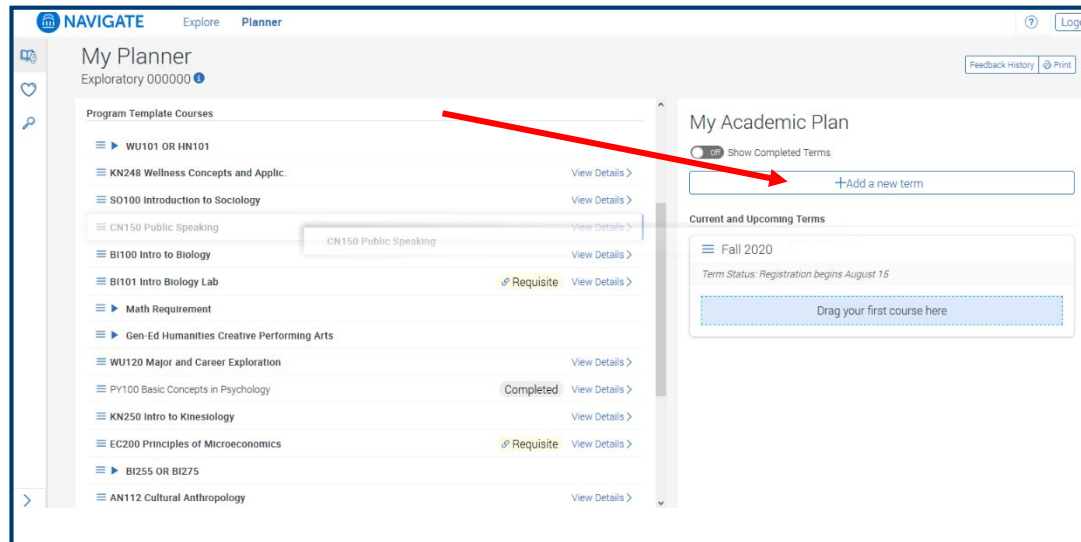 NAVIGATE Explore Planner
My Planner
Exploratory 000000
Feedback History Print
Program Template Courses
WU101 OR HN101
KN248 Wellness Concepts and Applic. View Details >
SO100 Introduction to Sociology View Details >
CN150 Public Speaking View Details >
CN150 Public Speaking
BI100 Intro to Biology View Details >
BI101 Intro Biology Lab Requisite View Details >
Math Requirement
Gen-Ed Humanities Creative Performing Arts
WU120 Major and Career Exploration View Details >
PY100 Basic Concepts in Psychology Completed View Details >
KN250 Intro to Kinesiology View Details >
EC200 Principles of Microeconomics Requisite View Details >
BI255 OR BI275
AN112 Cultural Anthropology View Details >
My Academic Plan
Off Show Completed Terms
+Add a new term
Current and Upcoming Terms
Fall 2020
Term Status: Registration begins August 15
Drag your first course here